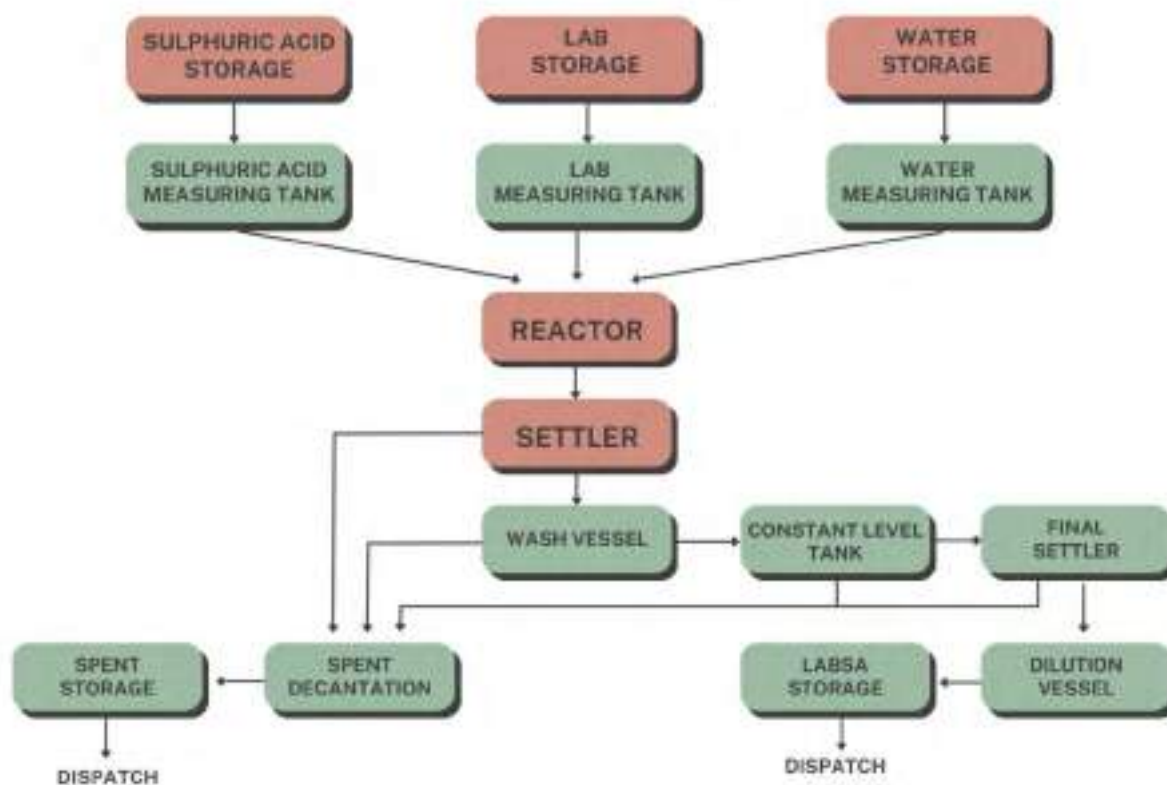 SULPHURIC ACID
STORAGE
LAB
STORAGE
WATER
STORAGE
SULPHURIC ACID
MEASURING TANK
LAB
MEASURING TANK
WATER
MEASURING TANK
REACTOR
SETTLER
WASH VESSEL
CONSTANT LEVEL
TANK
FINAL
SETTLER
SPENT
STORAGE
SPENT
DECANTATION
LABSA
STORAGE
DILUTION
VESSEL
DISPATCH
DISPATCH